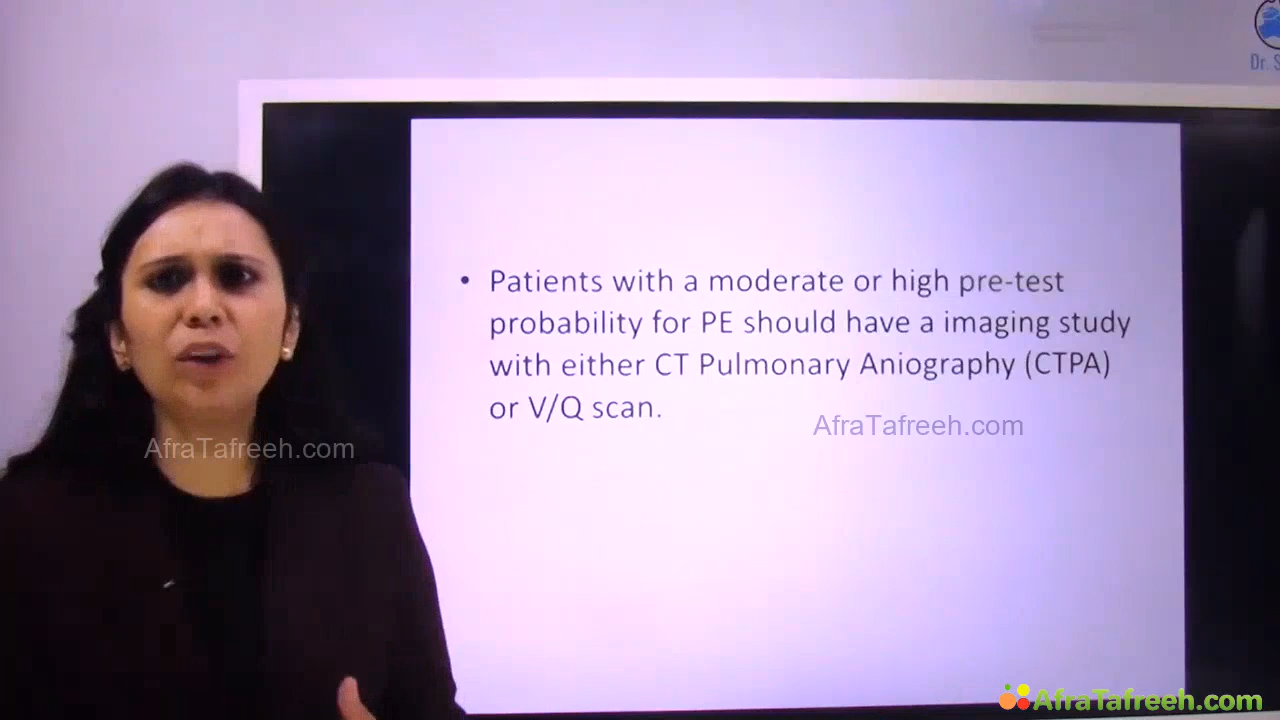 Dr. S
• Patients with a moderate or high pre-test
probability for PE should have a imaging study
with either CT Pulmonary Aniography (CTPA)
or V/Q scan.
AfraTafreeh.com
AfraTafreeh.com
AfraTafreeh.com